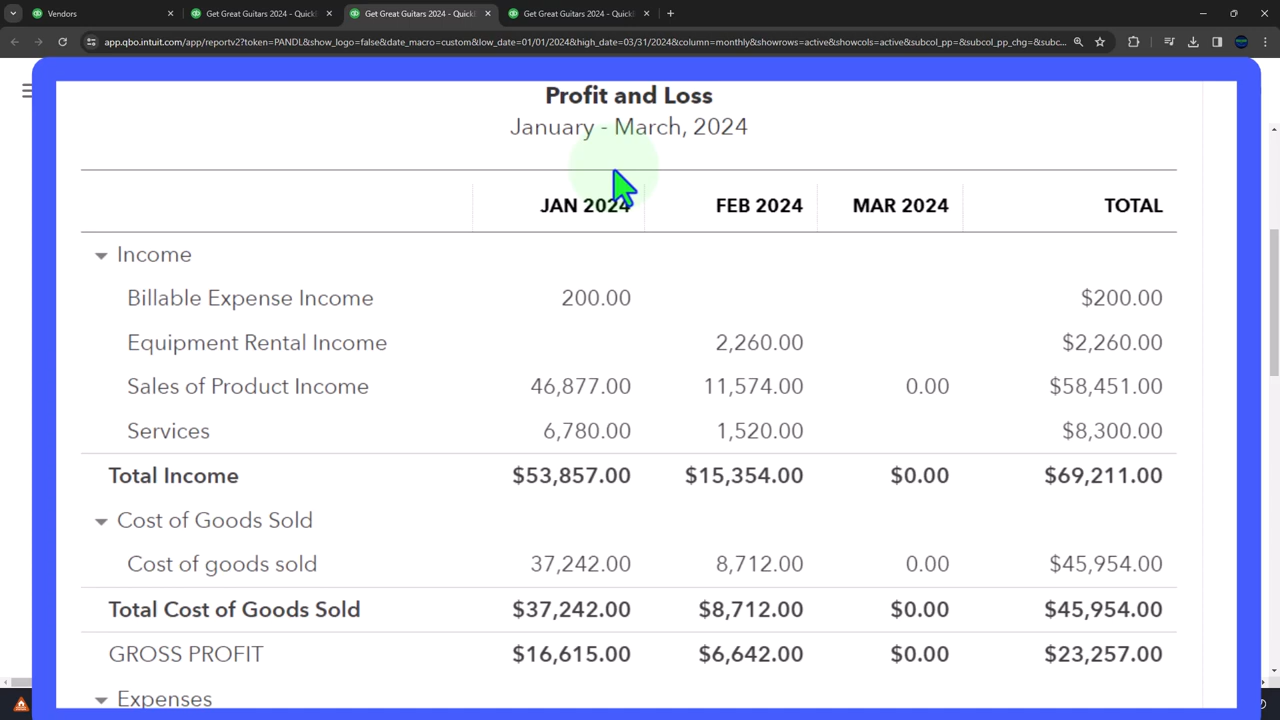 Vendors
Get Great Guitars 2024 - Quick
Get Great Guitars 2024 - Quick
Get Great Guitars 2024 - Quick
app.qbo.intuit.com/app/reportv2?token=PANDL&show_logo=false&date_macro=custom&low_date=01/01/2024&high_date=03/31/2024&column=monthly&showrows=active&showcols=active&subcol_pp=&subcol_pp_chg=&subc...
Profit and Loss
January - March, 2024
JAN 2024 FEB 2024 MAR 2024 TOTAL
Income
Billable Expense Income 200.00 $200.00
Equipment Rental Income 2,260.00 $2,260.00
Sales of Product Income 46,877.00 11,574.00 0.00 $58,451.00
Services 6,780.00 1,520.00 $8,300.00
Total Income $53,857.00 $15,354.00 $0.00 $69,211.00
Cost of Goods Sold
Cost of goods sold 37,242.00 8,712.00 0.00 $45,954.00
Total Cost of Goods Sold $37,242.00 $8,712.00 $0.00 $45,954.00
GROSS PROFIT $16,615.00 $6,642.00 $0.00 $23,257.00
Expenses